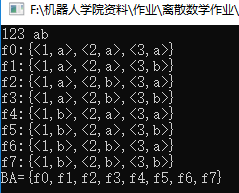 F:\机器人学院资料\作业\离散数学作业\
123 ab
f0:{<1,a>,<2,a>,<3,a>}
f1:{<1,a>,<2,a>,<3,b>}
f2:{<1,a>,<2,b>,<3,a>}
f3:{<1,a>,<2,b>,<3,b>}
f4:{<1,b>,<2,a>,<3,a>}
f5:{<1,b>,<2,a>,<3,b>}
f6:{<1,b>,<2,b>,<3,a>}
f7:{<1,b>,<2,b>,<3,b>}
BA={f0,f1,f2,f3,f4,f5,f6,f7}